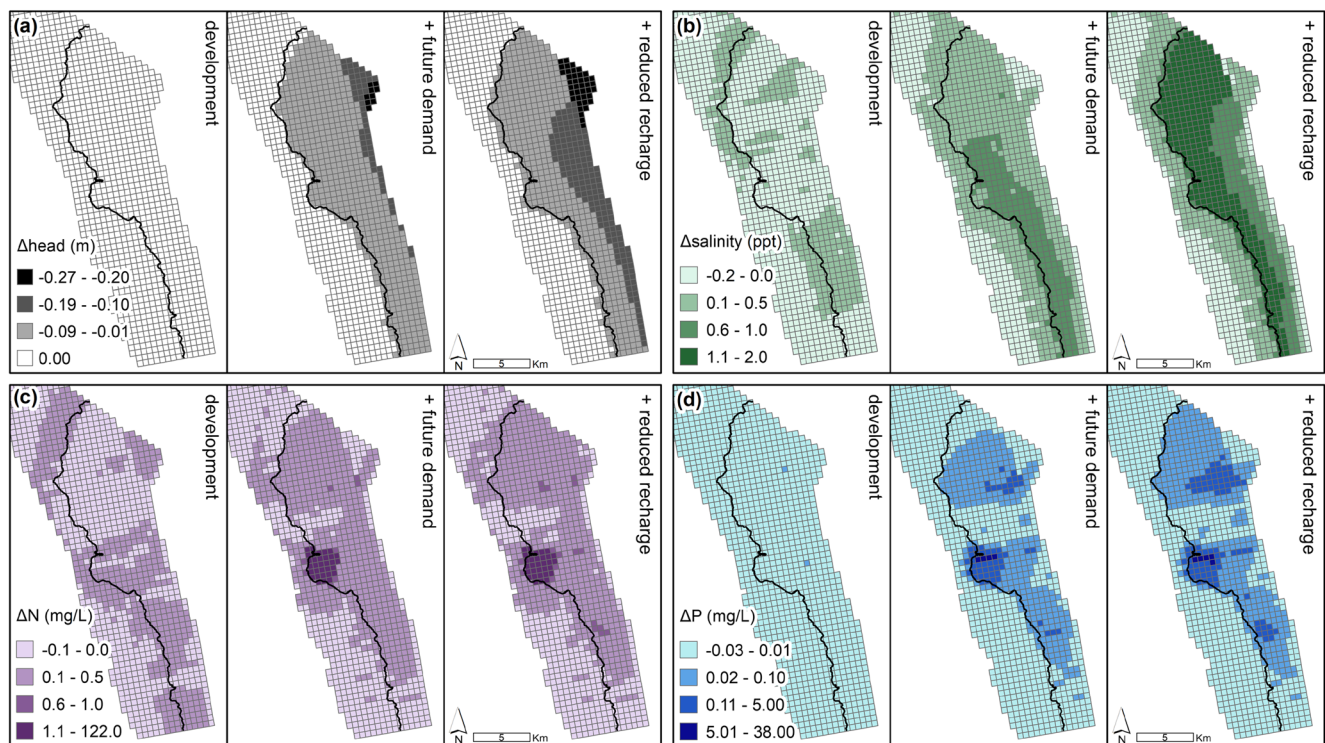 (a)
development
+ future demand
+ reduced recharge
Δhead (m)
-0.27 - -0.20
-0.19 - -0.10
-0.09 - -0.01
0.00
N
5 Km
(b)
development
+ future demand
+ reduced recharge
Δsalinity (ppt)
-0.2 - 0.0
0.1 - 0.5
0.6 - 1.0
1.1 - 2.0
N
5 Km
(c)
development
+ future demand
+ reduced recharge
ΔN (mg/L)
-0.1 - 0.0
0.1 - 0.5
0.6 - 1.0
1.1 - 122.0
N
5 Km
(d)
development
+ future demand
+ reduced recharge
ΔP (mg/L)
-0.03 - 0.01
0.02 - 0.10
0.11 - 5.00
5.01 - 38.00
N
5 Km